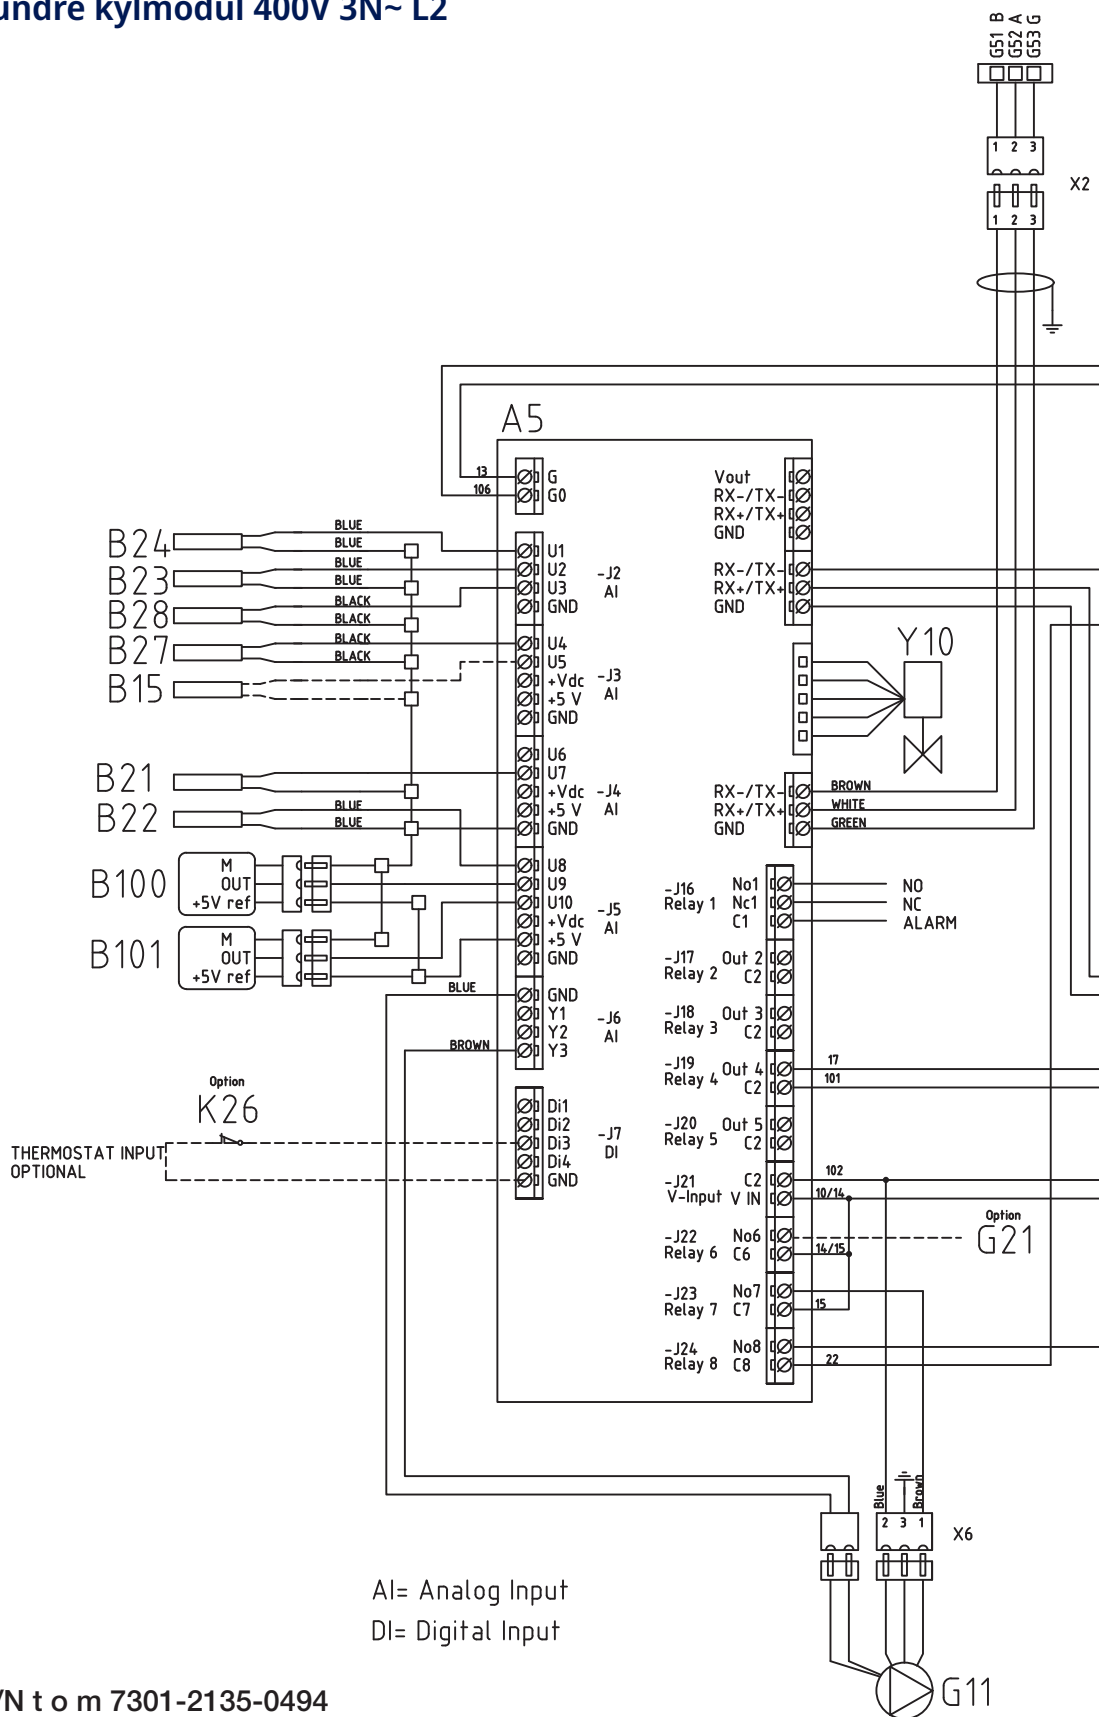 undre kylmodul 400V 3N~ L2
G51 B
G52 A
G53 G
1 2 3
X2
1 2 3
A5
13 G
106 G0
Vout
RX-/TX-
RX+/TX+
GND
RX-/TX-
RX+/TX+
GND
B24 BLUE
BLUE
B23 BLUE
BLUE
B28 BLACK
BLACK
B27 BLACK
BLACK
B15
U1
U2
U3
GND
-J2
AI
U4
U5
+Vdc
+5 V
GND
-J3
AI
Y10
B21
B22 BLUE
BLUE
U6
U7
+Vdc
+5 V
GND
-J4
AI
RX-/TX- BROWN
RX+/TX+ WHITE
GND GREEN
B100
M
OUT
+5V ref
B101
M
OUT
+5V ref
U8
U9
U10
+Vdc
+5 V
GND
-J5
AI
BLUE GND
Y1
Y2
BROWN Y3
-J6
AI
Option
K26
THERMOSTAT INPUT
OPTIONAL
Di1
Di2
Di3
Di4
GND
-J7
DI
-J16 No1 NO
Relay 1 Nc1 NC
C1 ALARM
-J17 Out 2
Relay 2 C2
-J18 Out 3
Relay 3 C2
-J19 Out 4 17
Relay 4 C2 101
-J20 Out 5
Relay 5 C2
-J21 C2 102
V-Input V IN 10/14
Option
G21
-J22 No6
Relay 6 C6 14/15
-J23 No7
Relay 7 C7 15
-J24 No8
Relay 8 C8 22
Blue
Brown
2 3 1
X6
AI= Analog Input
DI= Digital Input
G11
/N t o m 7301-2135-0494